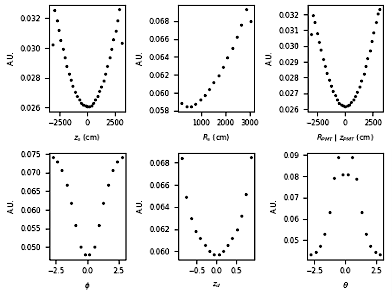 0.032
0.030
0.028
0.026
A.U.
−2500 0 2500
z_s (cm)
0.068
0.066
0.064
0.062
0.060
0.058
A.U.
1000 2000 3000
R_s (cm)
0.032
0.031
0.030
0.029
0.028
0.027
0.026
A.U.
−2500 0 2500
R_PMT | z_PMT (cm)
0.075
0.070
0.065
0.060
0.055
0.050
A.U.
−2.5 0.0 2.5
ϕ
0.068
0.066
0.064
0.062
0.060
A.U.
−0.5 0.0 0.5
z_d
0.09
0.08
0.07
0.06
0.05
A.U.
−2.5 0.0 2.5
θ